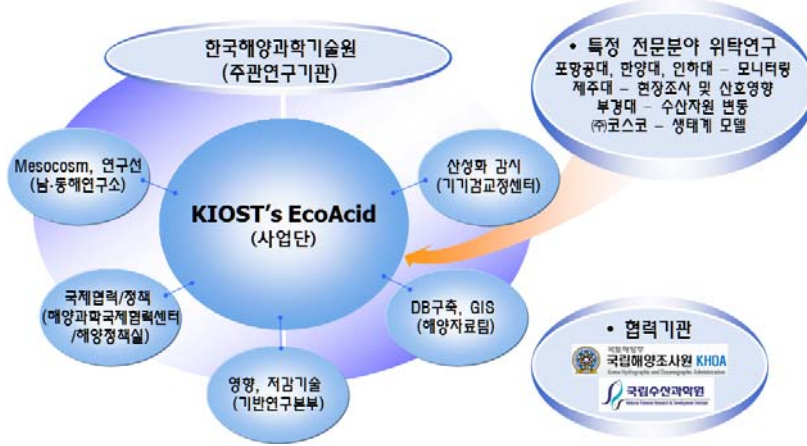 한국해양과학기술원
(주관연구기관)
• 특정 전문분야 위탁연구
포항공대, 한양대, 인하대 – 모니터링
제주대 – 현장조사 및 산호영향
부경대 – 수산자원 변동
㈜코스코 – 생태계 모델
Mesocosm, 연구선
(남·동해연구소)
산성화 감시
(기기검교정센터)
KIOST's EcoAcid
(사업단)
국제협력/정책
(해양과학국제협력센터
/해양정책실)
DB구축, GIS
(해양자료팀)
영향, 저감기술
(기반연구본부)
• 협력기관
국립해양조사원 KHOA
Korea Hydrographic and Oceanographic Administration
국립수산과학원